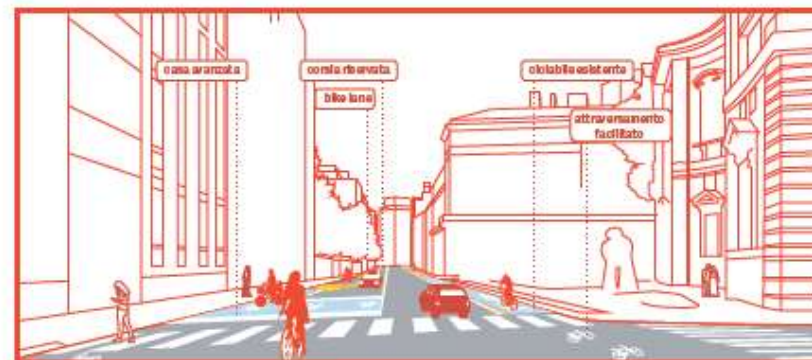 casa avanzata
corsia riservata
bike lane
ciclabile esistente
attraversamento
facilitato